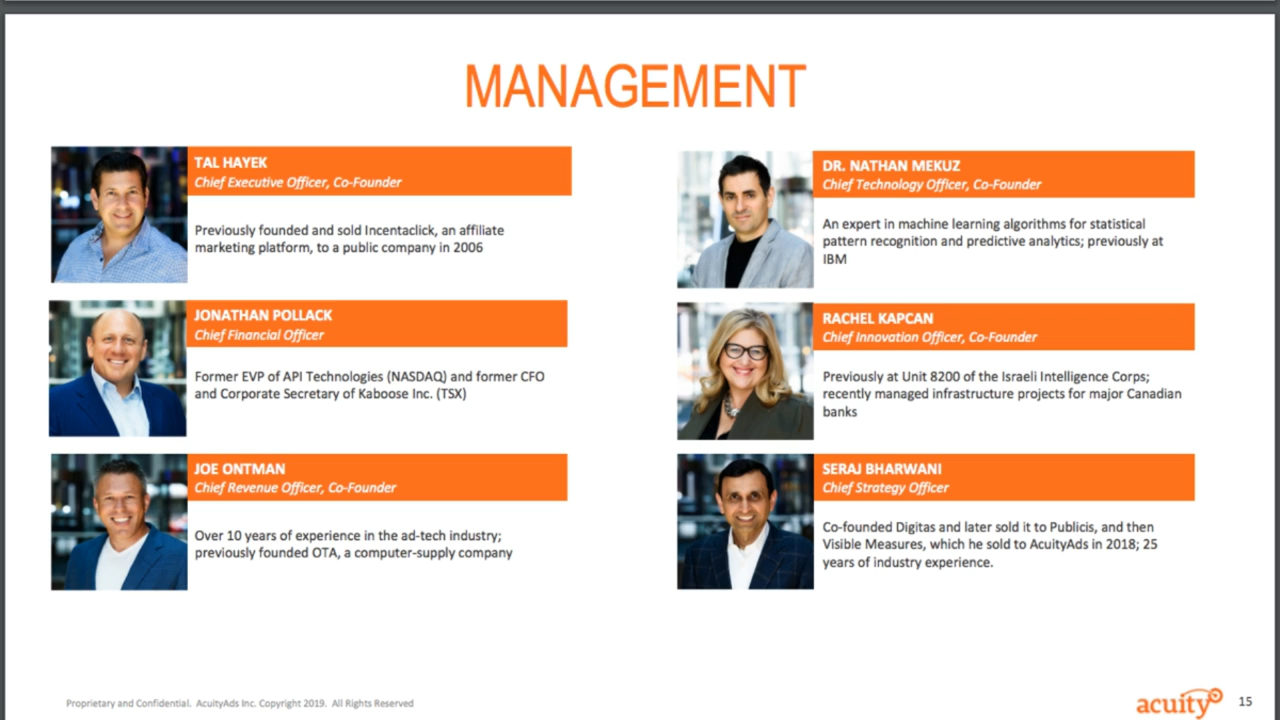 MANAGEMENT
TAL HAYEK
Chief Executive Officer, Co-Founder
Previously founded and sold Incentaclick, an affiliate
marketing platform, to a public company in 2006
JONATHAN POLLACK
Chief Financial Officer
Former EVP of API Technologies (NASDAQ) and former CFO
and Corporate Secretary of Kaboose Inc. (TSX)
JOE ONTMAN
Chief Revenue Officer, Co-Founder
Over 10 years of experience in the ad-tech industry;
previously founded OTA, a computer-supply company
DR. NATHAN MEKUZ
Chief Technology Officer, Co-Founder
An expert in machine learning algorithms for statistical
pattern recognition and predictive analytics; previously at
IBM
RACHEL KAPCAN
Chief Innovation Officer, Co-Founder
Previously at Unit 8200 of the Israeli Intelligence Corps;
recently managed infrastructure projects for major Canadian
banks
SERAJ BHARWANI
Chief Strategy Officer
Co-founded Digitas and later sold it to Publicis, and then
Visible Measures, which he sold to AcuityAds in 2018; 25
years of industry experience.
Proprietary and Confidential. AcuityAds Inc. Copyright 2019. All Rights Reserved
acuity
15